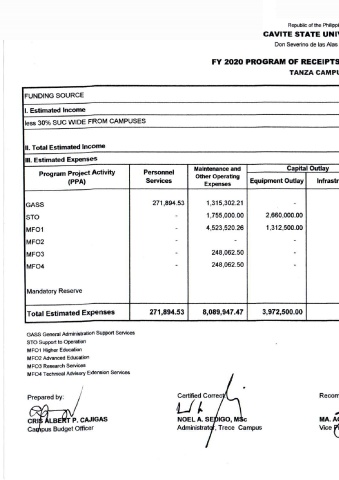 Republic of the Philippi
CAVITE STATE UNI
Don Severino de las Alas
FY 2020 PROGRAM OF RECEIPTS
TANZA CAMPU
FUNDING SOURCE
I. Estimated Income
less 30% SUC WIDE FROM CAMPUSES
II. Total Estimated Income
III. Estimated Expenses
Program Project Activity (PPA) Personnel Services Maintenance and Other Operating Expenses Capital Outlay
Equipment Outlay Infrastr
GASS 271,894.53 1,315,302.21 -
STO - 1,755,000.00 2,660,000.00
MFO1 - 4,523,520.26 1,312,500.00
MFO2 - - -
MFO3 - 248,062.50
MFO4 - 248,062.50
Mandatory Reserve
Total Estimated Expenses 271,894.53 8,089,947.47 3,972,500.00
GASS General Administration Support Services
STO Support to Operation
MFO1 Higher Education
MFO2 Advanced Education
MFO3 Research Services
MFO4 Technical Advisory Extension Services
Prepared by: Certified Correct: Recom
CRIS ALBERT P. CAJIGAS NOEL A. SEDIGO, MSc MA. A
Campus Budget Officer Administrator, Trece Campus Vice P